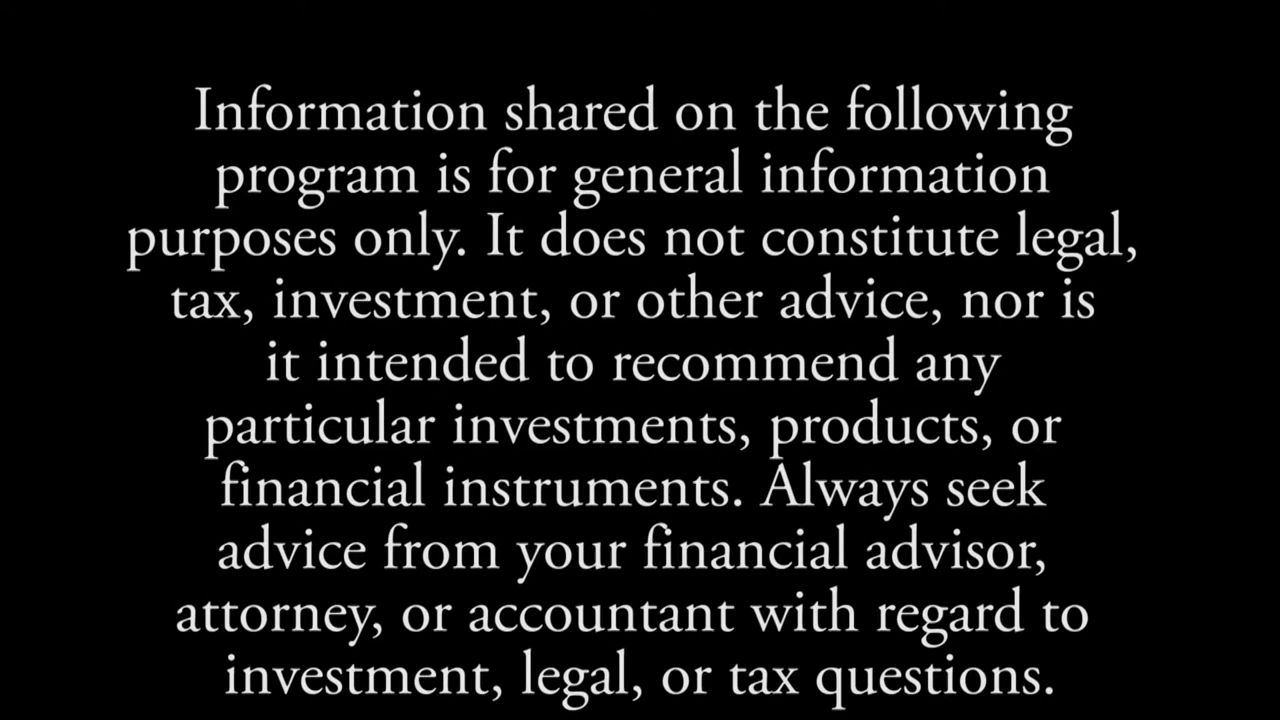 Information shared on the following
program is for general information
purposes only. It does not constitute legal,
tax, investment, or other advice, nor is
it intended to recommend any
particular investments, products, or
financial instruments. Always seek
advice from your financial advisor,
attorney, or accountant with regard to
investment, legal, or tax questions.